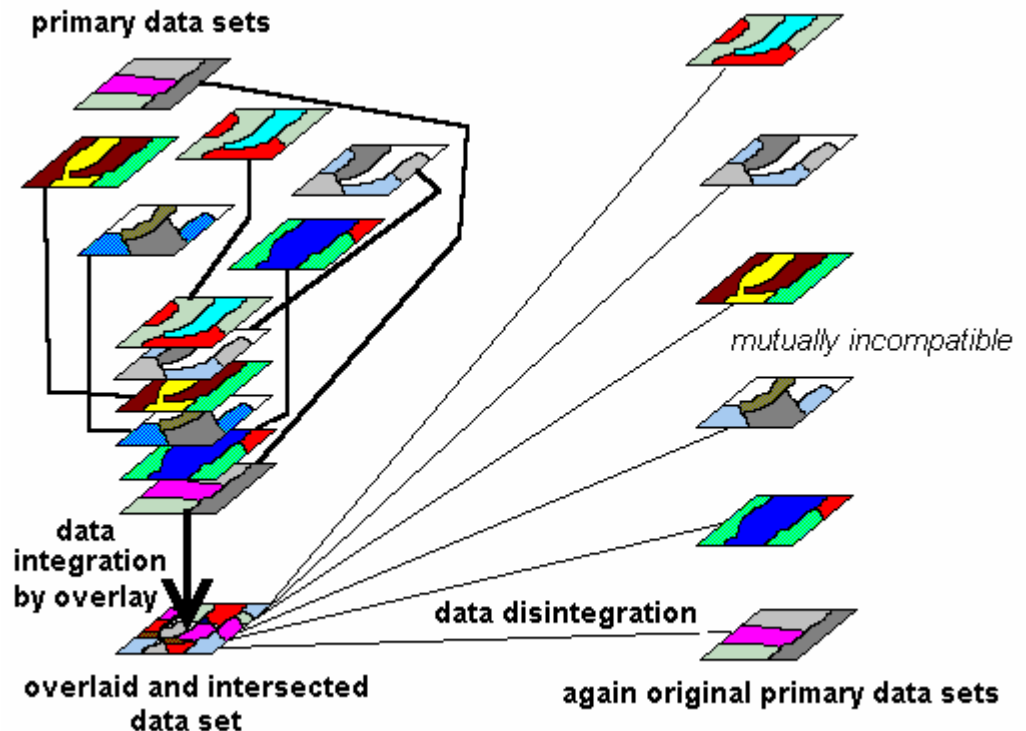 primary data sets
mutually incompatible
data
integration
by overlay
data disintegration
overlaid and intersected
data set
again original primary data sets